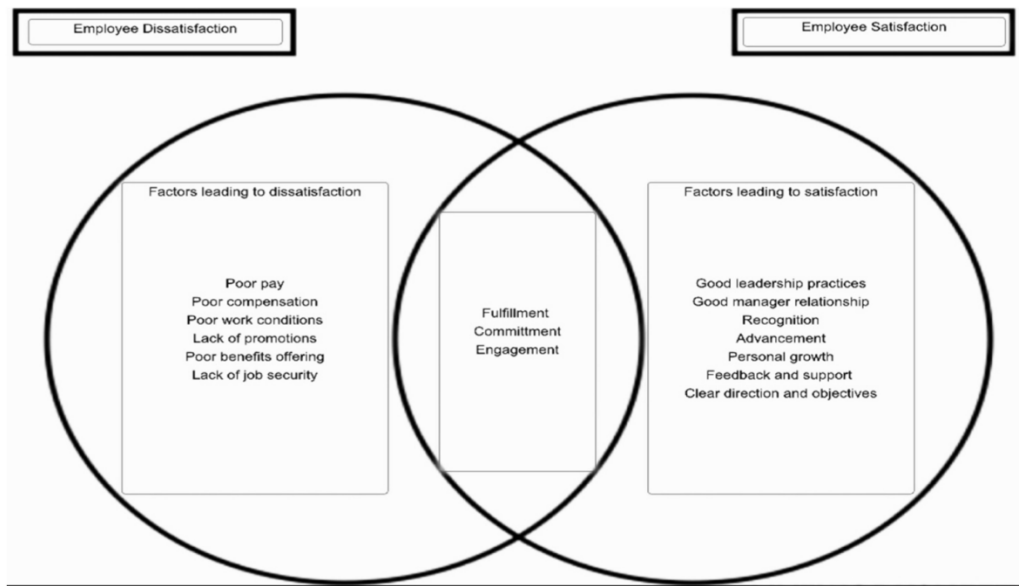 Employee Dissatisfaction
Employee Satisfaction
Factors leading to dissatisfaction
Poor pay
Poor compensation
Poor work conditions
Lack of promotions
Poor benefits offering
Lack of job security
Fulfillment
Committment
Engagement
Factors leading to satisfaction
Good leadership practices
Good manager relationship
Recognition
Advancement
Personal growth
Feedback and support
Clear direction and objectives